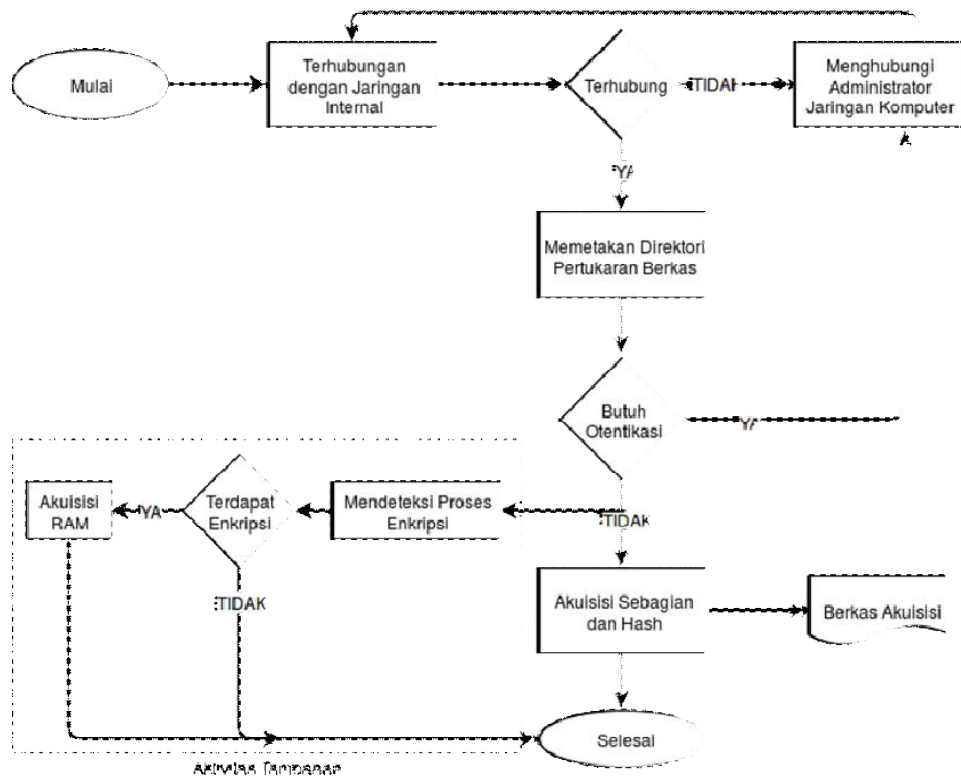 Mulai
Terhubungan
dengan Jaringan
Internal
Terhubung
TIDAK
Menghubungi
Administrator
Jaringan Komputer
YA
Memetakan Direktori
Pertukaran Berkas
Butuh
Otentikasi
YA
Akuisisi
RAM
YA
Terdapat
Enkripsi
Mendeteksi Proses
Enkripsi
TIDAK
TIDAK
Akuisisi Sebagian
dan Hash
Berkas Akuisisi
Selesai
Aktivitas